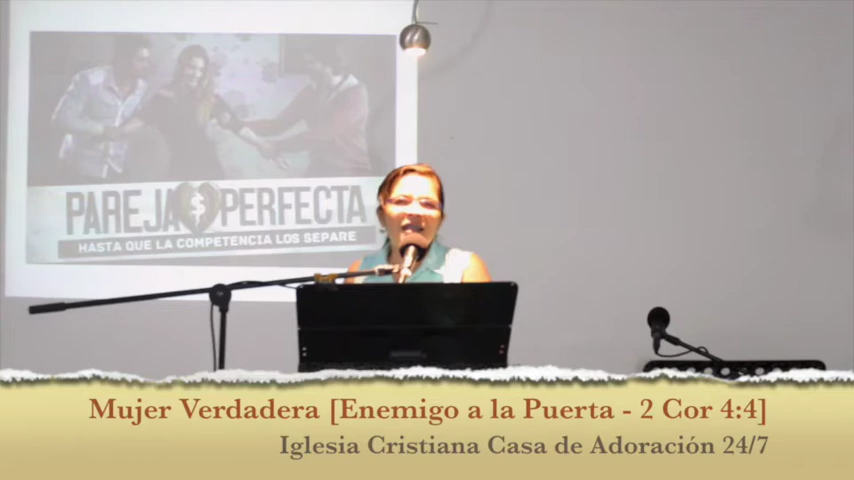 PAREJA $ PERFECTA
HASTA QUE LA COMPETENCIA LOS SEPARE
Mujer Verdadera [Enemigo a la Puerta - 2 Cor 4:4]
Iglesia Cristiana Casa de Adoración 24/7